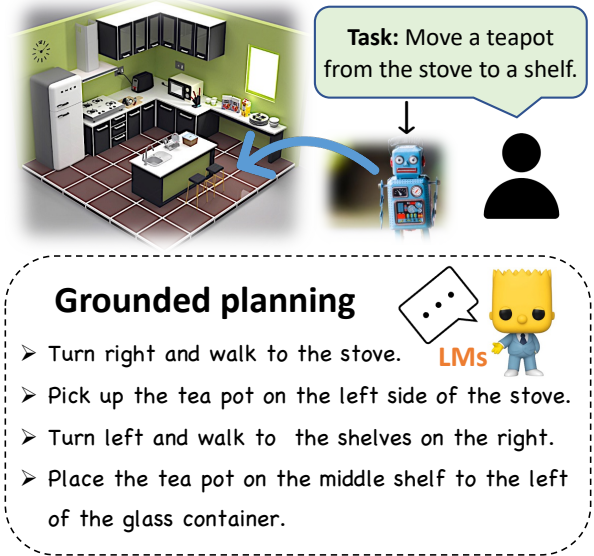 Task: Move a teapot
from the stove to a shelf.
Grounded planning
LMs
Turn right and walk to the stove.
Pick up the tea pot on the left side of the stove.
Turn left and walk to the shelves on the right.
Place the tea pot on the middle shelf to the left
of the glass container.